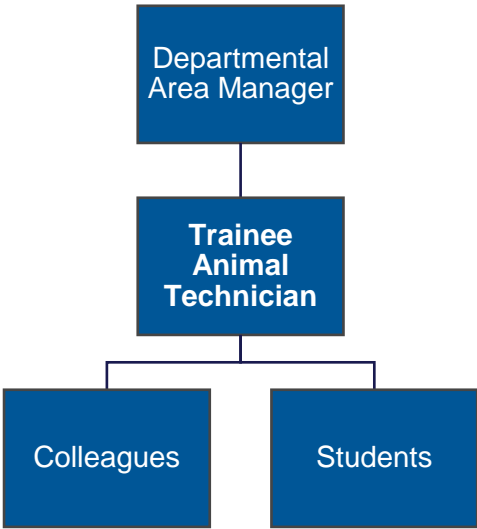 Departmental
Area Manager
Trainee
Animal
Technician
Colleagues
Students